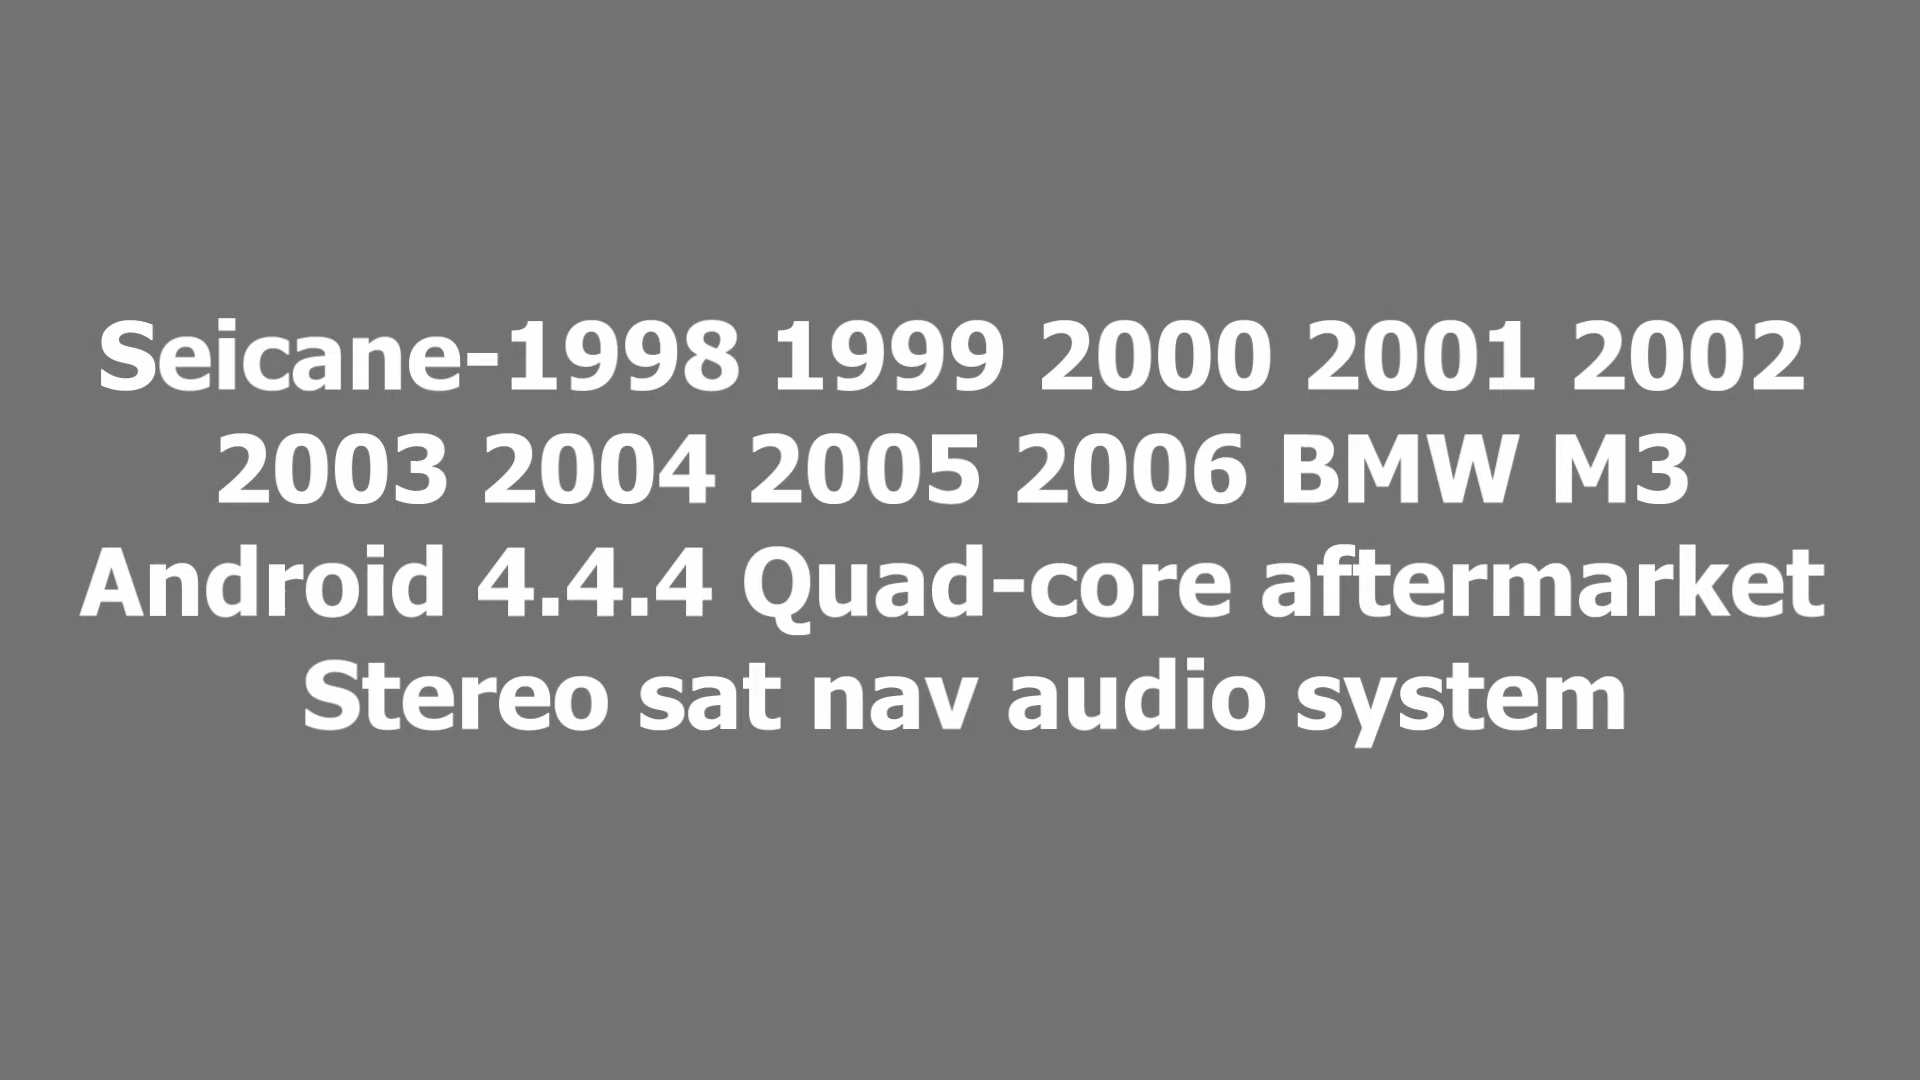 Seicane-1998 1999 2000 2001 2002
2003 2004 2005 2006 BMW M3
Android 4.4.4 Quad-core aftermarket
Stereo sat nav audio system